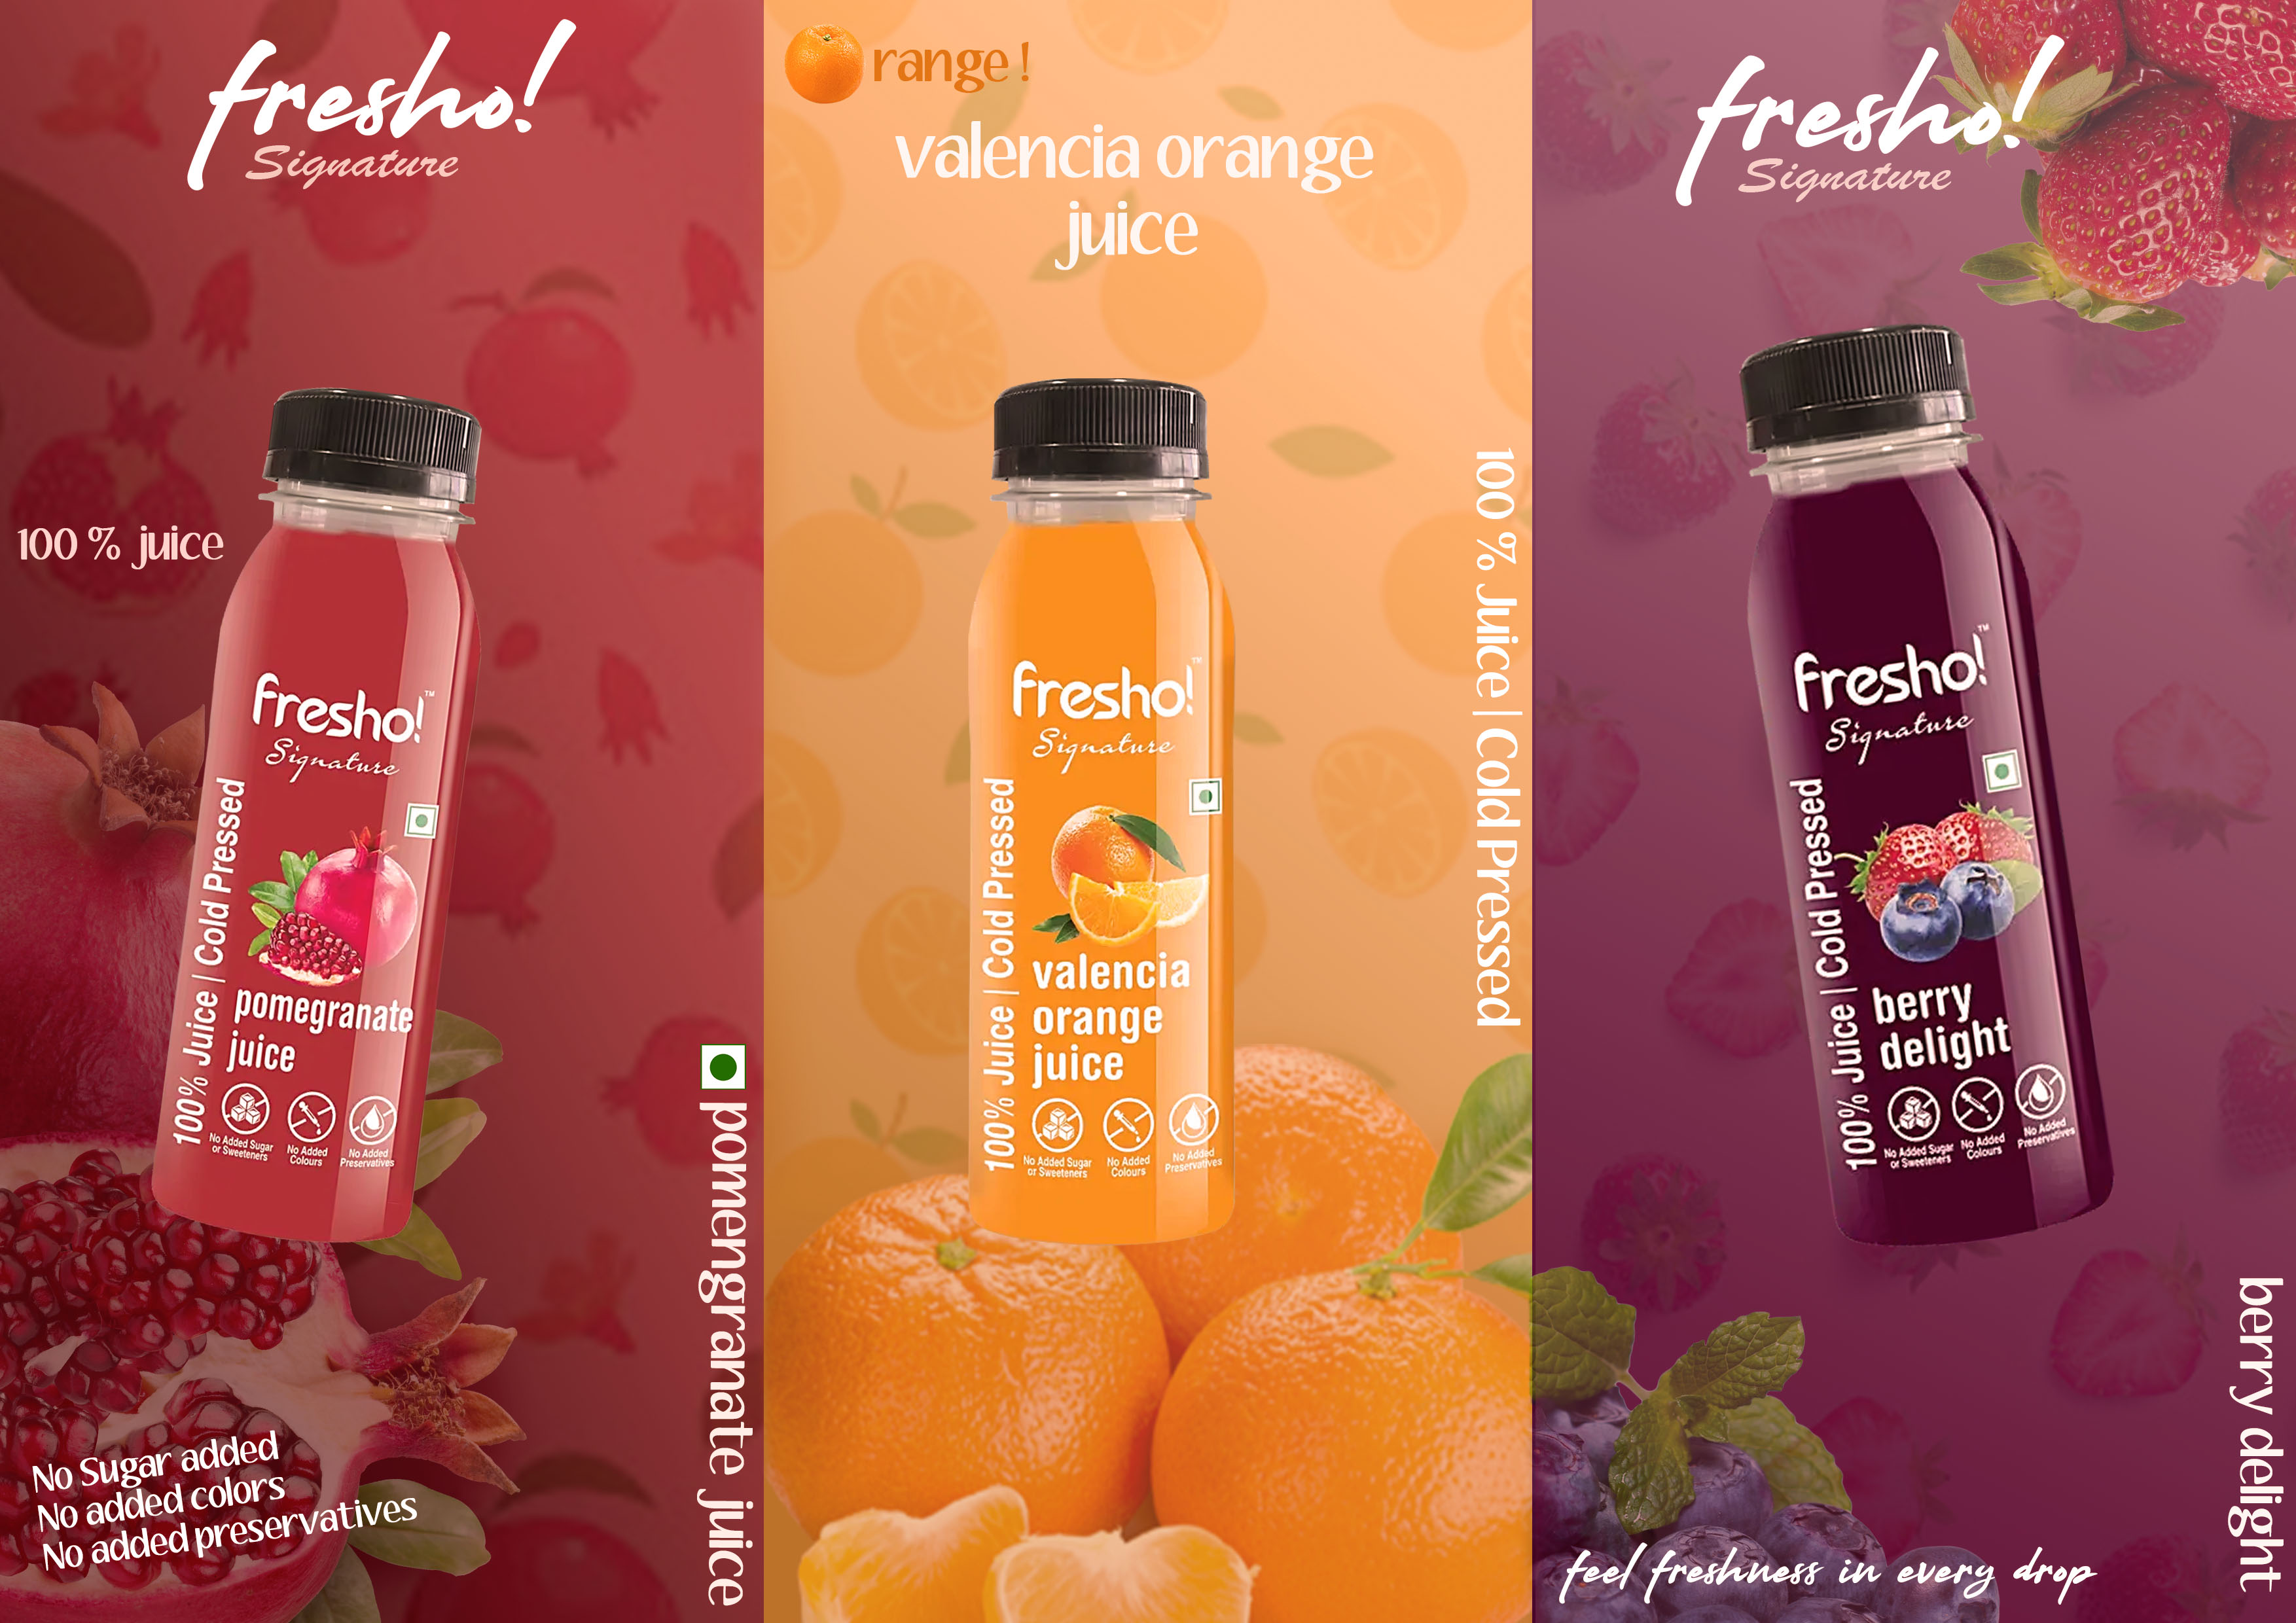 fresho!
Signature
100 % juice
fresho!™
Signature
100% Juice | Cold Pressed
pomegranate
juice
No Added Sugar
or Sweeteners
No Added
Colours
No Added
Preservatives
pomengranate juice
No Sugar added
No added colors
No added preservatives
range !
valencia orange
juice
100 % Juice | Cold Pressed
fresho!™
Signature
100% Juice | Cold Pressed
valencia
orange
juice
No Added Sugar
or Sweeteners
No Added
Colours
No Added
Preservatives
fresho!
Signature
fresho!™
Signature
100% Juice | Cold Pressed
berry
delight
No Added Sugar
or Sweeteners
No Added
Colours
No Added
Preservatives
berry delight
feel freshness in every drop